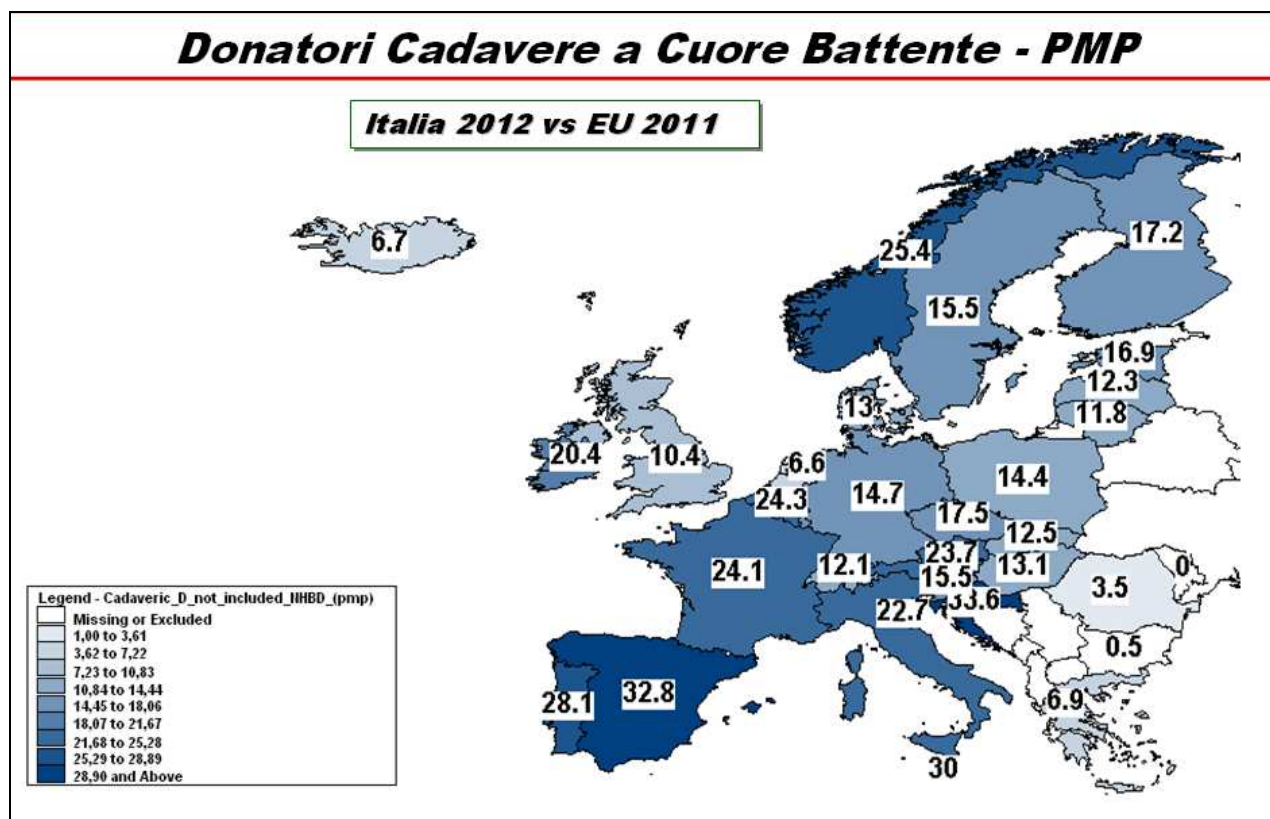 Donatori Cadavere a Cuore Battente - PMP
Italia 2012 vs EU 2011
6.7
25.4
17.2
15.5
16.9
12.3
11.8
13
20.4
10.4
6.6
24.3
14.7
14.4
17.5
12.5
24.1
12.1
23.7
13.1
15.5
33.6
22.7
3.5
0
0.5
28.1
32.8
6.9
30
Legend - Cadaveric_D_not_included_NHBD_(pmp)
Missing or Excluded
1,00 to 3,61
3,62 to 7,22
7,23 to 10,83
10,84 to 14,44
14,45 to 18,06
18,07 to 21,67
21,68 to 25,28
25,29 to 28,89
28,90 and Above